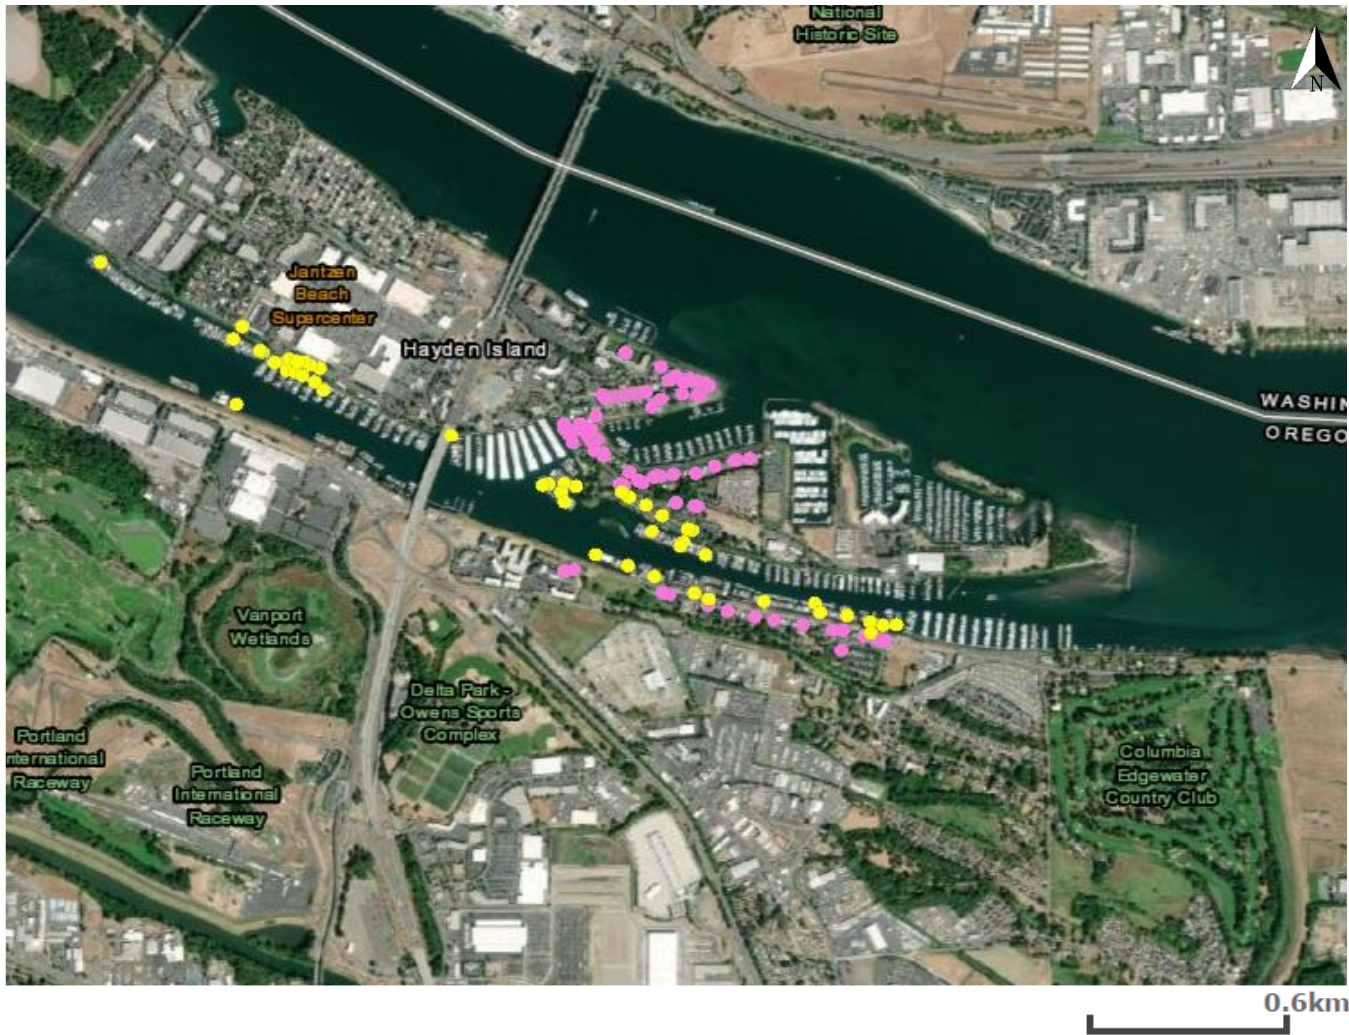 National
Historic Site
N
Jantzen
Beach
Supercenter
Hayden Island
WASHIN
OREGO
Vanport
Wetlands
Delta Park -
Owens Sports
Complex
Portland
nternational
Raceway
Portland
International
Raceway
Columbia
Edgewater
Country Club
0.6km